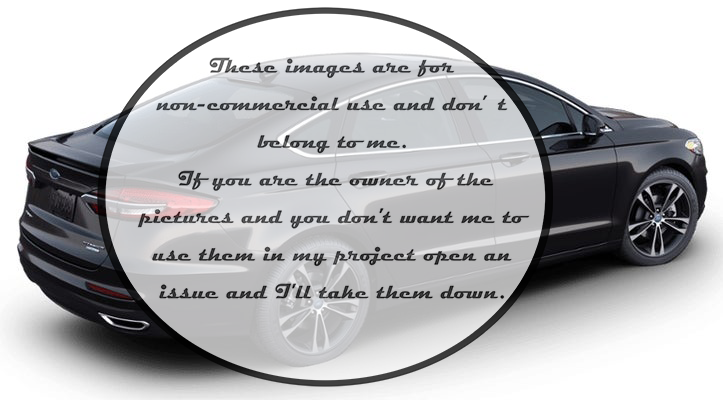 These images are for
non-commercial use and don't
belong to me.
If you are the owner of the
pictures and you don't want me to
use them in my project open an
issue and I'll take them down.